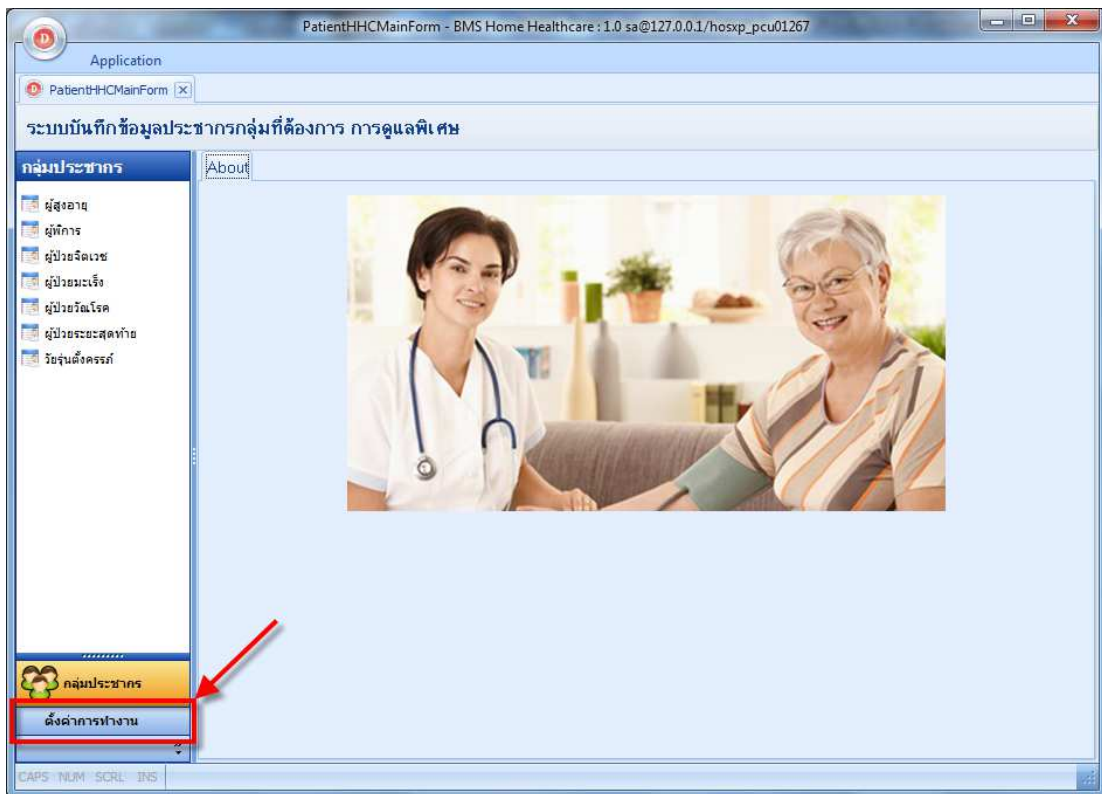 PatientHHCMainForm - BMS Home Healthcare : 1.0 sa@127.0.0.1/hosxp_pcu01267
Application
PatientHHCMainForm
ระบบบันทึกข้อมูลประชากรกลุ่มที่ต้องการ การดูแลพิเศษ
กลุ่มประชากร
About
ผู้สูงอายุ
ผู้พิการ
ผู้ป่วยจิตเวช
ผู้ป่วยมะเร็ง
ผู้ป่วยวัณโรค
ผู้ป่วยระยะสุดท้าย
วัยรุ่นตั้งครรภ์
กลุ่มประชากร
ตั้งค่าการทำงาน
CAPS NUM SCRL INS